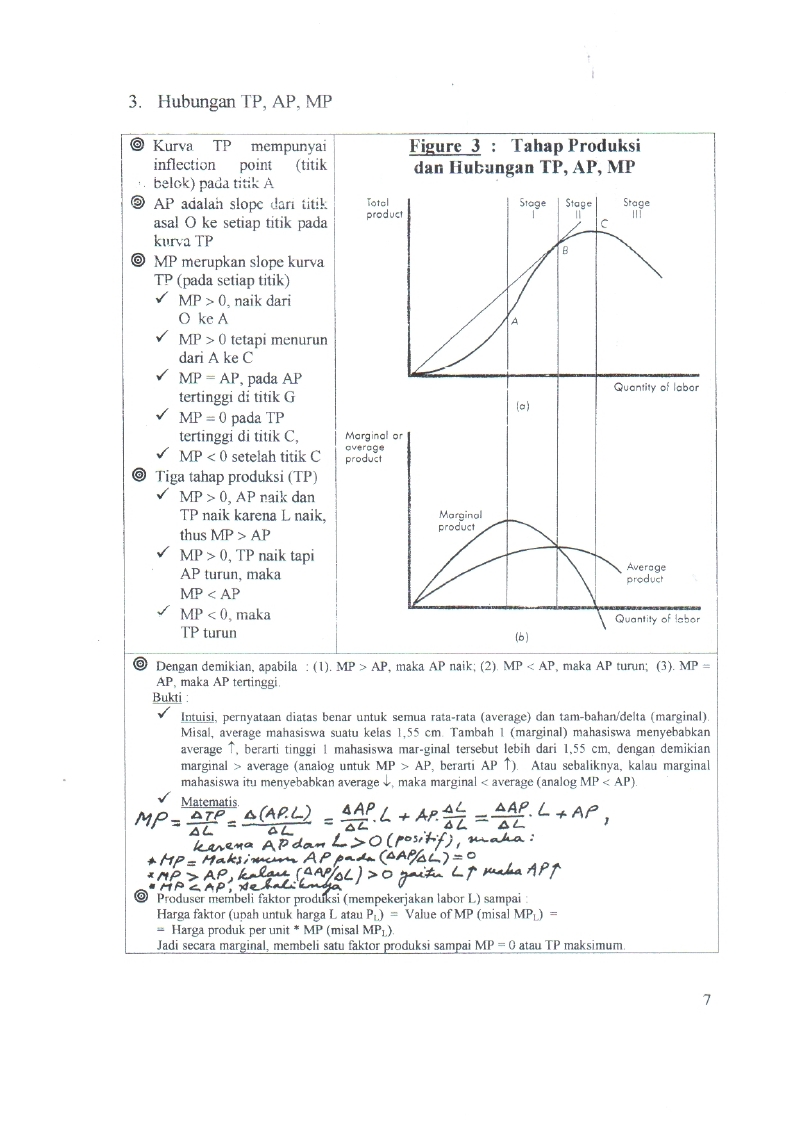 3. Hubungan TP, AP, MP
Kurva TP mempunyai
inflection point (titik
belok) pada titik A
AP adalah slope dari titik
asal O ke setiap titik pada
kurva TP
MP merupkan slope kurva
TP (pada setiap titik)
✓ MP > 0, naik dari
O ke A
✓ MP > 0 tetapi menurun
dari A ke C
✓ MP = AP, pada AP
tertinggi di titik G
✓ MP = 0 pada TP
tertinggi di titik C,
✓ MP < 0 setelah titik C
Tiga tahap produksi (TP)
✓ MP > 0, AP naik dan
TP naik karena L naik,
thus MP > AP
✓ MP > 0, TP naik tapi
AP turun, maka
MP < AP
✓ MP < 0, maka
TP turun
Figure 3 : Tahap Produksi
dan Hubungan TP, AP, MP
Total
product
Stage
I
Stage
II
Stage
III
C
B
A
Quantity of labor
(a)
Marginal or
average
product
Marginal
product
Average
product
Quantity of labor
(b)
Dengan demikian, apabila : (1). MP > AP, maka AP naik; (2). MP < AP, maka AP turun; (3). MP =
AP, maka AP tertinggi.
Bukti :
✓ Intuisi, pernyataan diatas benar untuk semua rata-rata (average) dan tam-bahan/delta (marginal).
Misal, average mahasiswa suatu kelas 1,55 cm. Tambah 1 (marginal) mahasiswa menyebabkan
average ↑, berarti tinggi 1 mahasiswa mar-ginal tersebut lebih dari 1,55 cm, dengan demikian
marginal > average (analog untuk MP > AP, berarti AP ↑). Atau sebaliknya, kalau marginal
mahasiswa itu menyebabkan average ↓, maka marginal < average (analog MP < AP).
✓ Matematis.
MP = ΔTP/ΔL = Δ(AP.L)/ΔL = ΔAP/ΔL . L + AP. ΔL/ΔL = ΔAP/ΔL . L + AP,
karena AP dan L > 0 (positif), maka :
* MP = Maksimum AP pada (ΔAP/ΔL) = 0
* MP > AP, kalau (ΔAP/ΔL) > 0 yaitu L↑ maka AP↑
* MP < AP, sebaliknya
Produser membeli faktor produksi (mempekerjakan labor L) sampai :
Harga faktor (upah untuk harga L atau PL) = Value of MP (misal MPL) =
= Harga produk per unit * MP (misal MPL).
Jadi secara marginal, membeli satu faktor produksi sampai MP = 0 atau TP maksimum.
7